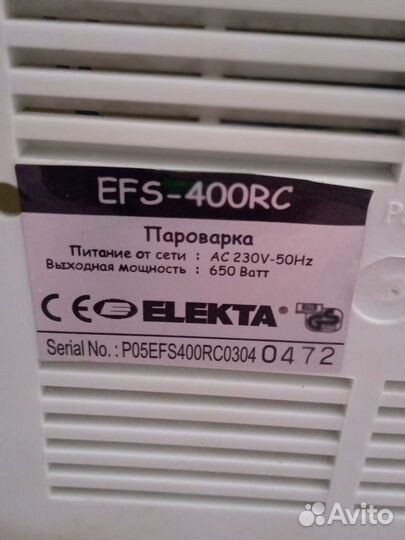 EFS-400RC
Пароварка
Питание от сети : AC 230V-50Hz
Выходная мощность : 650 Ватт
CE ELEKTA®
Serial No.: P05EFS400RC0304 0472
Avito